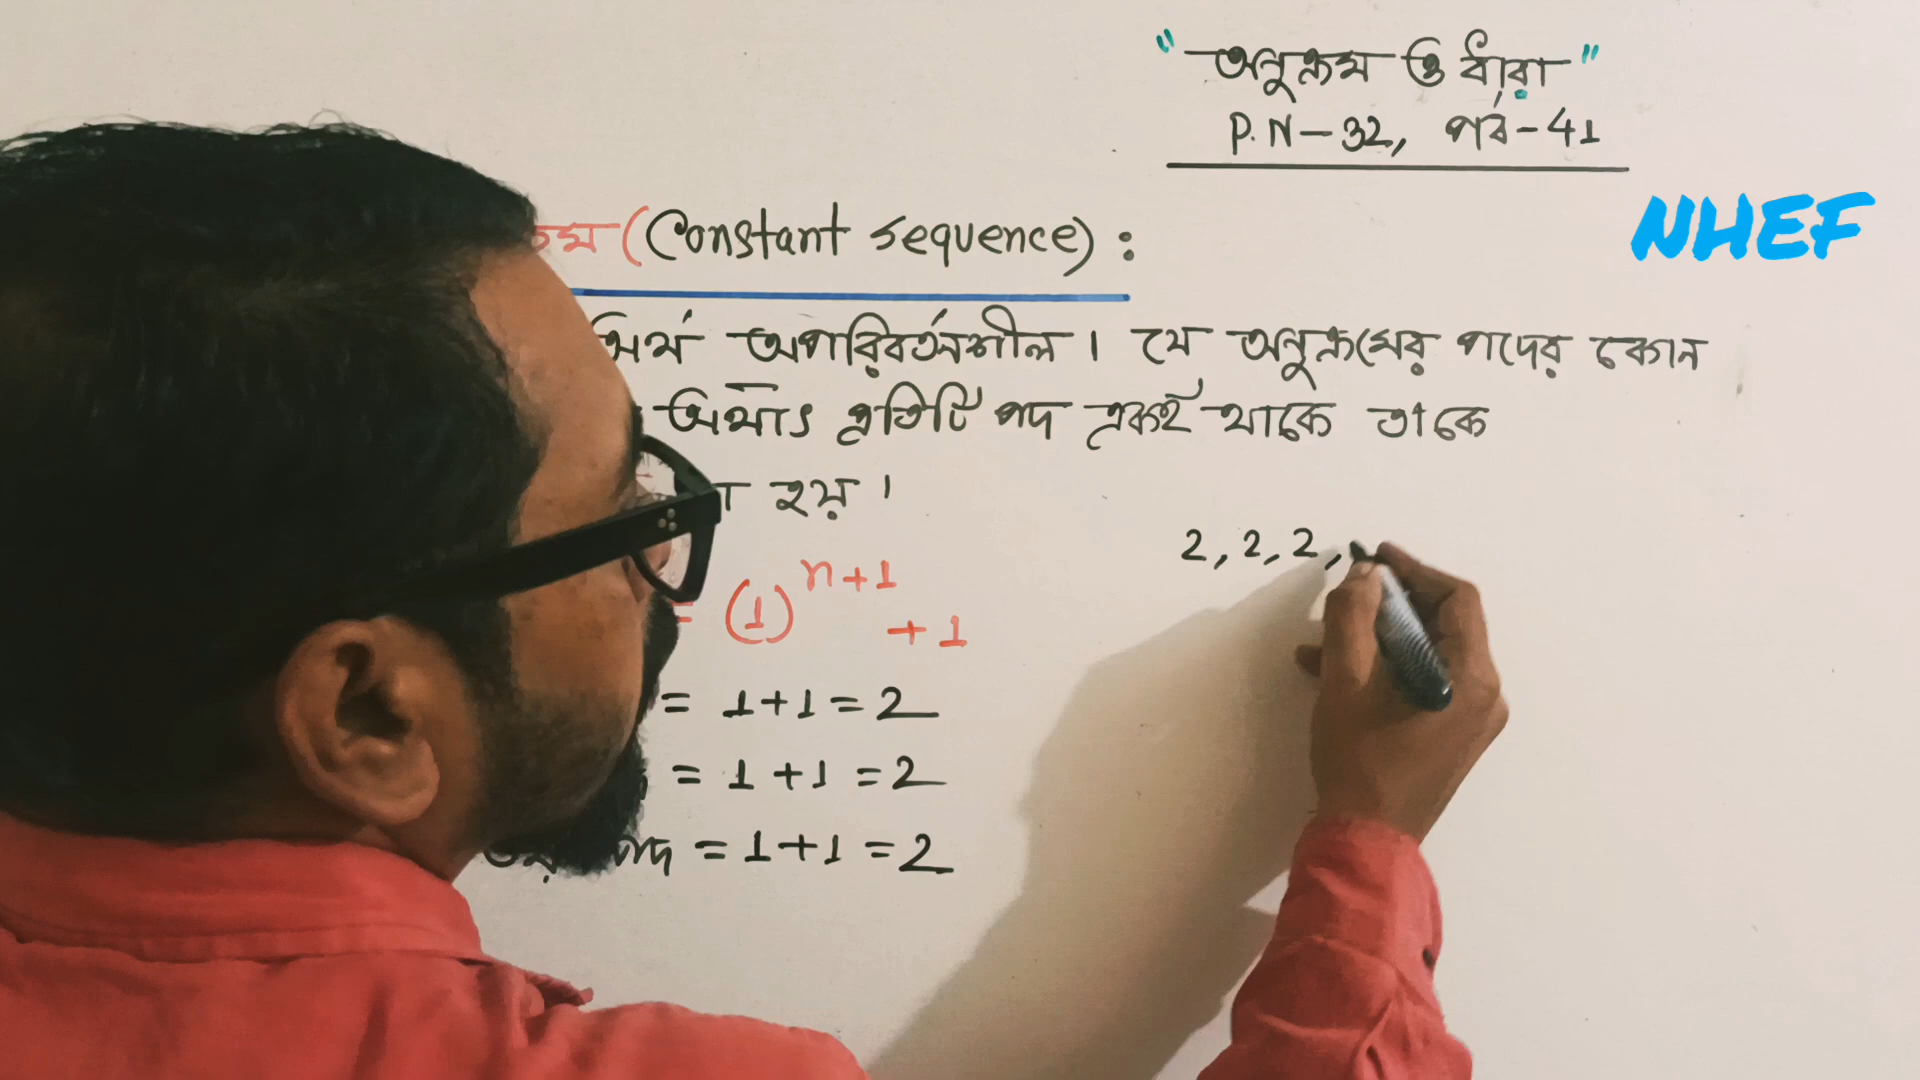 "অনুক্রম ও ধারা"
P.N-32, পর্ব-41
NHEF
(Constant sequence) :
অর্থ অপরিবর্তনশীল । যে অনুক্রমের পদের কোন
অর্থাৎ প্রতিটি পদ একই থাকে তাকে
হয় ।
2, 2, 2,
= (1)^{n+1} + 1
= 1+1 = 2
= 1 + 1 = 2
পদ = 1+1 = 2